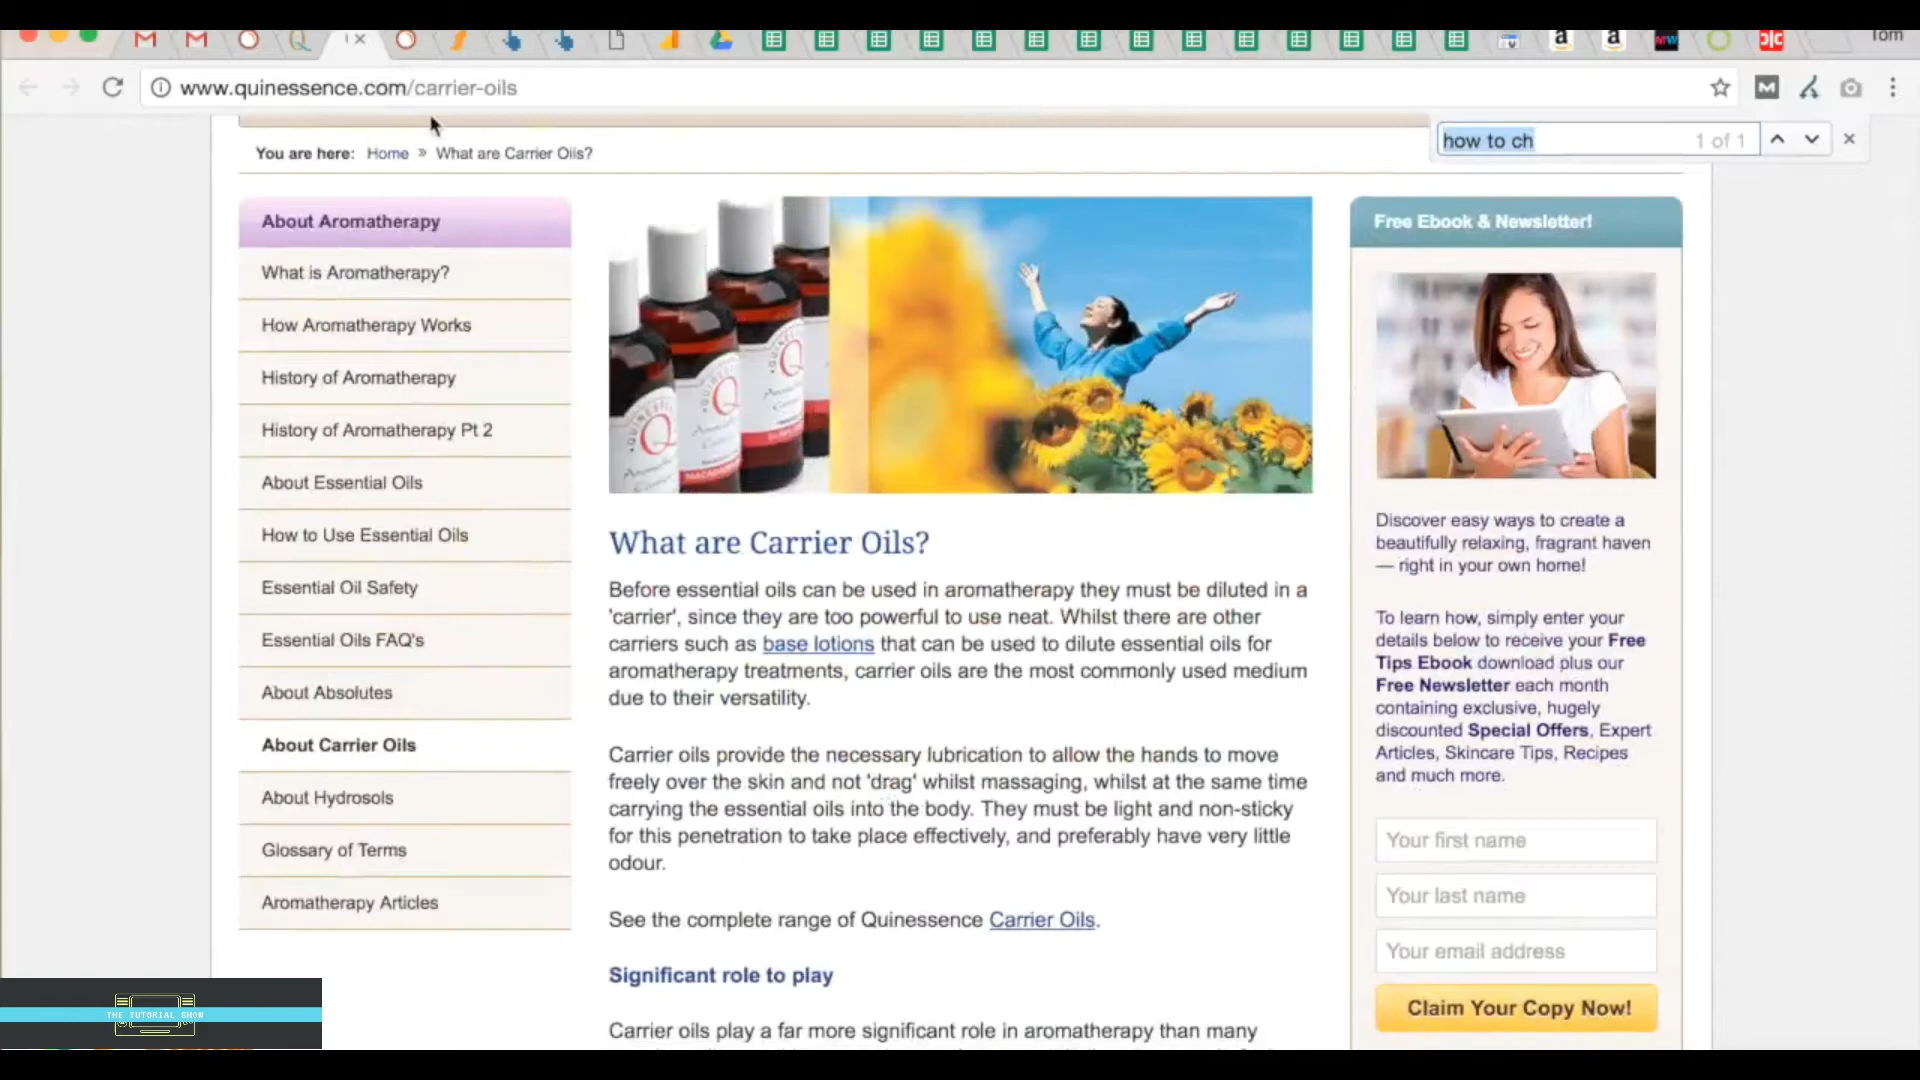 Tom
www.quinessence.com/carrier-oils
how to ch 1 of 1
You are here: Home » What are Carrier Oils?
About Aromatherapy
What is Aromatherapy?
How Aromatherapy Works
History of Aromatherapy
History of Aromatherapy Pt 2
About Essential Oils
How to Use Essential Oils
Essential Oil Safety
Essential Oils FAQ's
About Absolutes
About Carrier Oils
About Hydrosols
Glossary of Terms
Aromatherapy Articles
What are Carrier Oils?
Before essential oils can be used in aromatherapy they must be diluted in a
'carrier', since they are too powerful to use neat. Whilst there are other
carriers such as base lotions that can be used to dilute essential oils for
aromatherapy treatments, carrier oils are the most commonly used medium
due to their versatility.
Carrier oils provide the necessary lubrication to allow the hands to move
freely over the skin and not 'drag' whilst massaging, whilst at the same time
carrying the essential oils into the body. They must be light and non-sticky
for this penetration to take place effectively, and preferably have very little
odour.
See the complete range of Quinessence Carrier Oils.
Significant role to play
Carrier oils play a far more significant role in aromatherapy than many
Free Ebook & Newsletter!
Discover easy ways to create a
beautifully relaxing, fragrant haven
— right in your own home!
To learn how, simply enter your
details below to receive your Free
Tips Ebook download plus our
Free Newsletter each month
containing exclusive, hugely
discounted Special Offers, Expert
Articles, Skincare Tips, Recipes
and much more.
Your first name
Your last name
Your email address
Claim Your Copy Now!
THE TUTORIAL SHOW